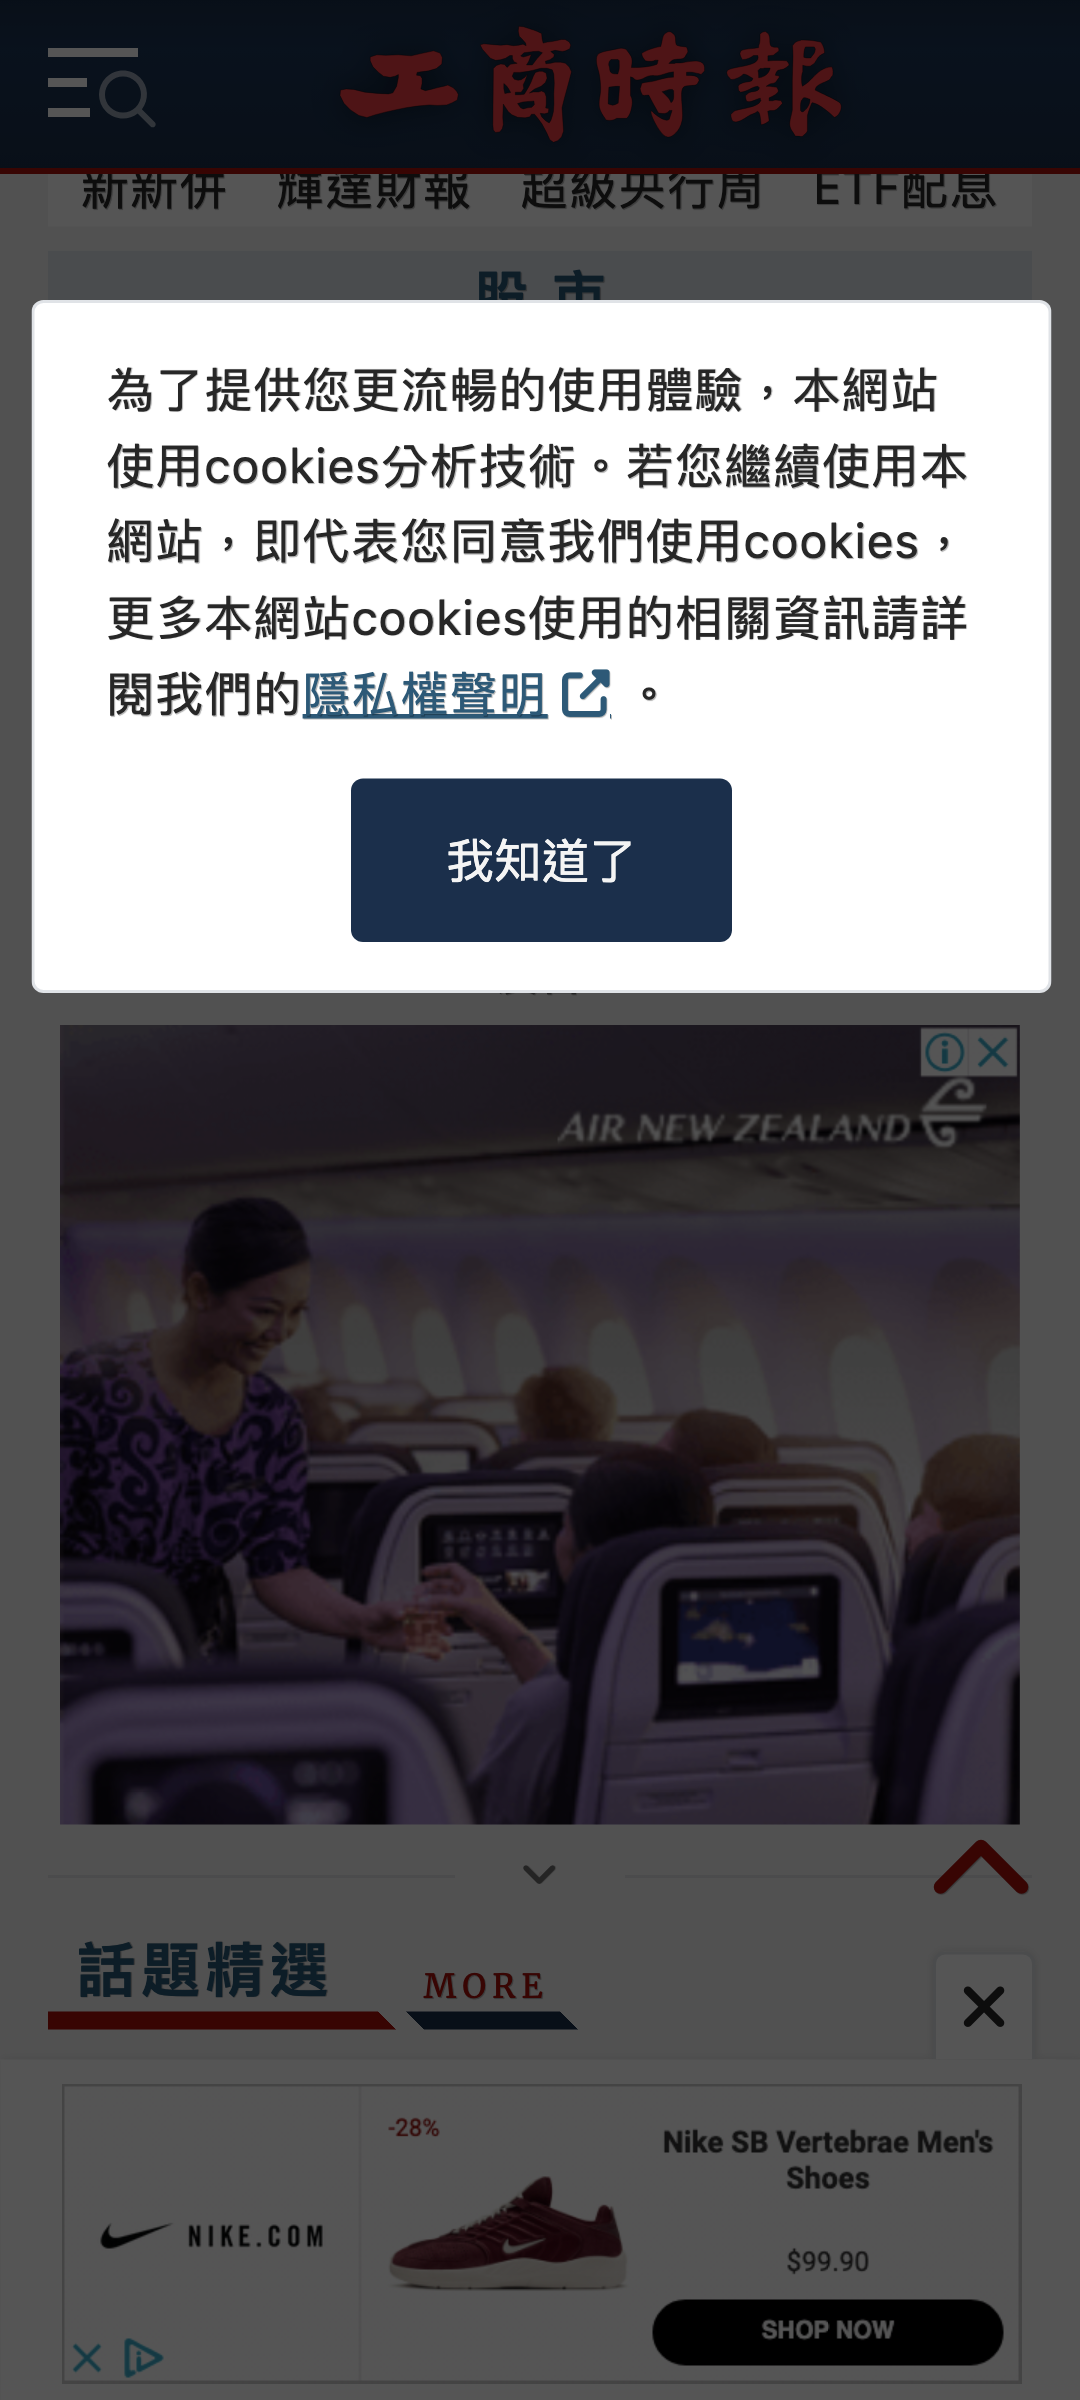 工商時報
新新併 輝達財報 超級央行周 ETF配息
股市
為了提供您更流暢的使用體驗，本網站
使用cookies分析技術。若您繼續使用本
網站，即代表您同意我們使用cookies，
更多本網站cookies使用的相關資訊請詳
閱我們的隱私權聲明 。
我知道了
AIR NEW ZEALAND
話題精選
MORE
-28%
Nike SB Vertebrae Men's
Shoes
NIKE.COM
$99.90
SHOP NOW